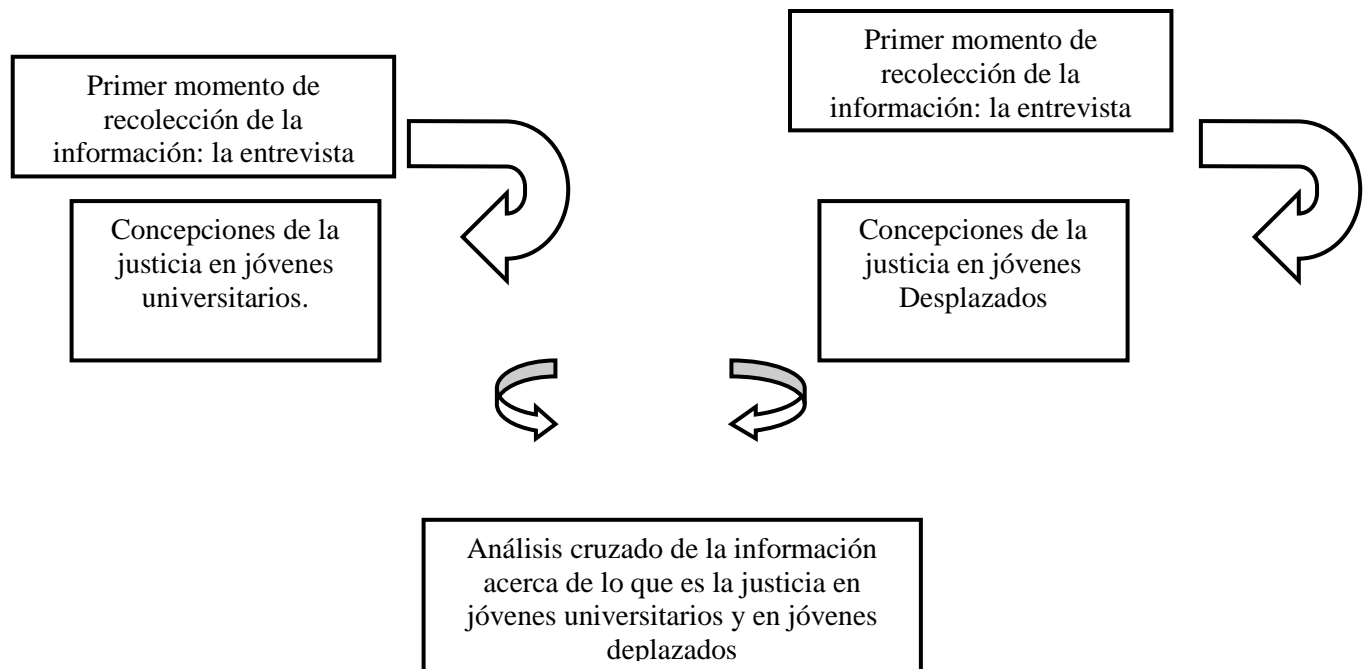 Primer momento de
recolección de la
información: la entrevista
Concepciones de la
justicia en jóvenes
universitarios.
Primer momento de
recolección de la
información: la entrevista
Concepciones de la
justicia en jóvenes
Desplazados
Análisis cruzado de la información
acerca de lo que es la justicia en
jóvenes universitarios y en jóvenes
deplazados